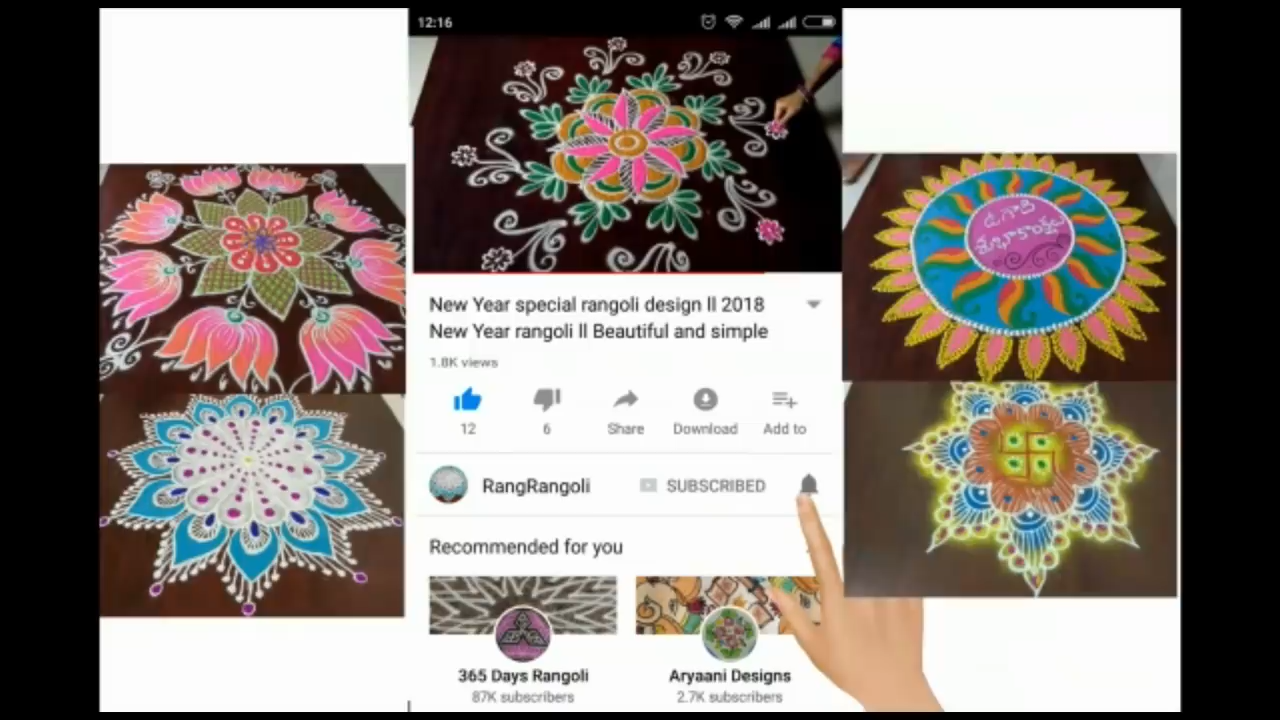 12:16
ఉగాది
శుభాకాంక్షలు
New Year special rangoli design ll 2018
New Year rangoli ll Beautiful and simple
1.8K views
12
6
Share
Download
Add to
RangRangoli
SUBSCRIBED
Recommended for you
365 Days Rangoli
Aryaani Designs
87K subscribers
2.7K subscribers